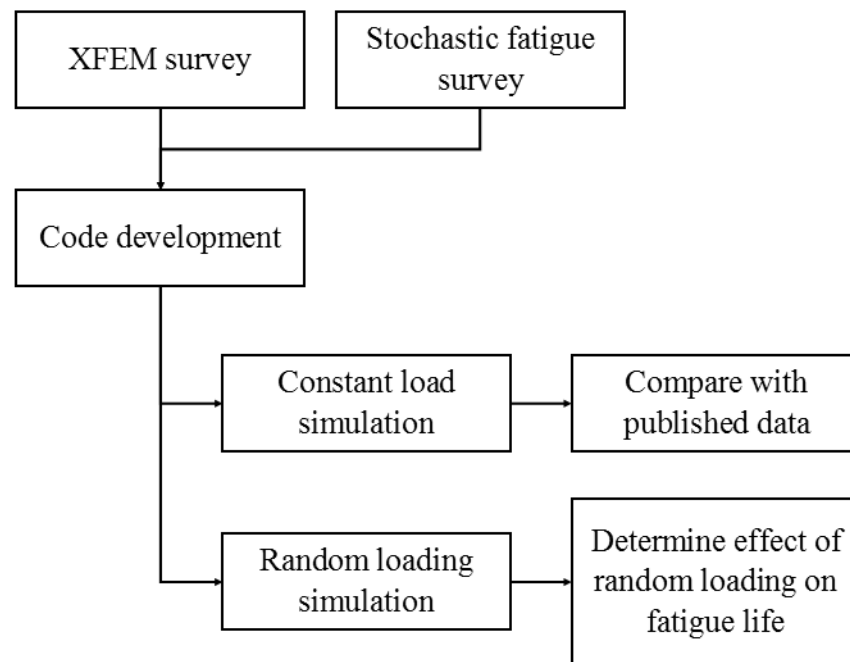 XFEM survey
Stochastic fatigue
survey
Code development
Constant load
simulation
Compare with
published data
Random loading
simulation
Determine effect of
random loading on
fatigue life